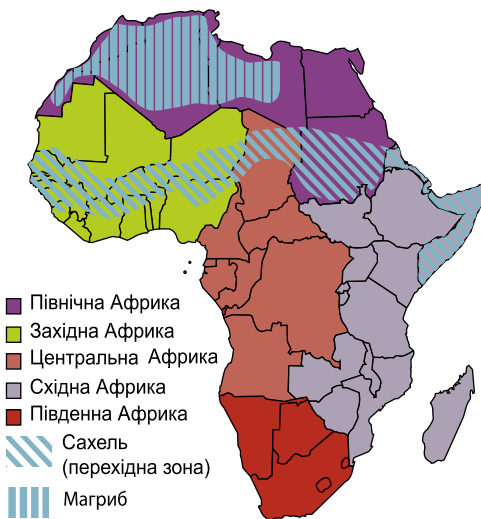 Північна Африка
Західна Африка
Центральна Африка
Східна Африка
Південна Африка
Сахель
(перехідна зона)
Магриб